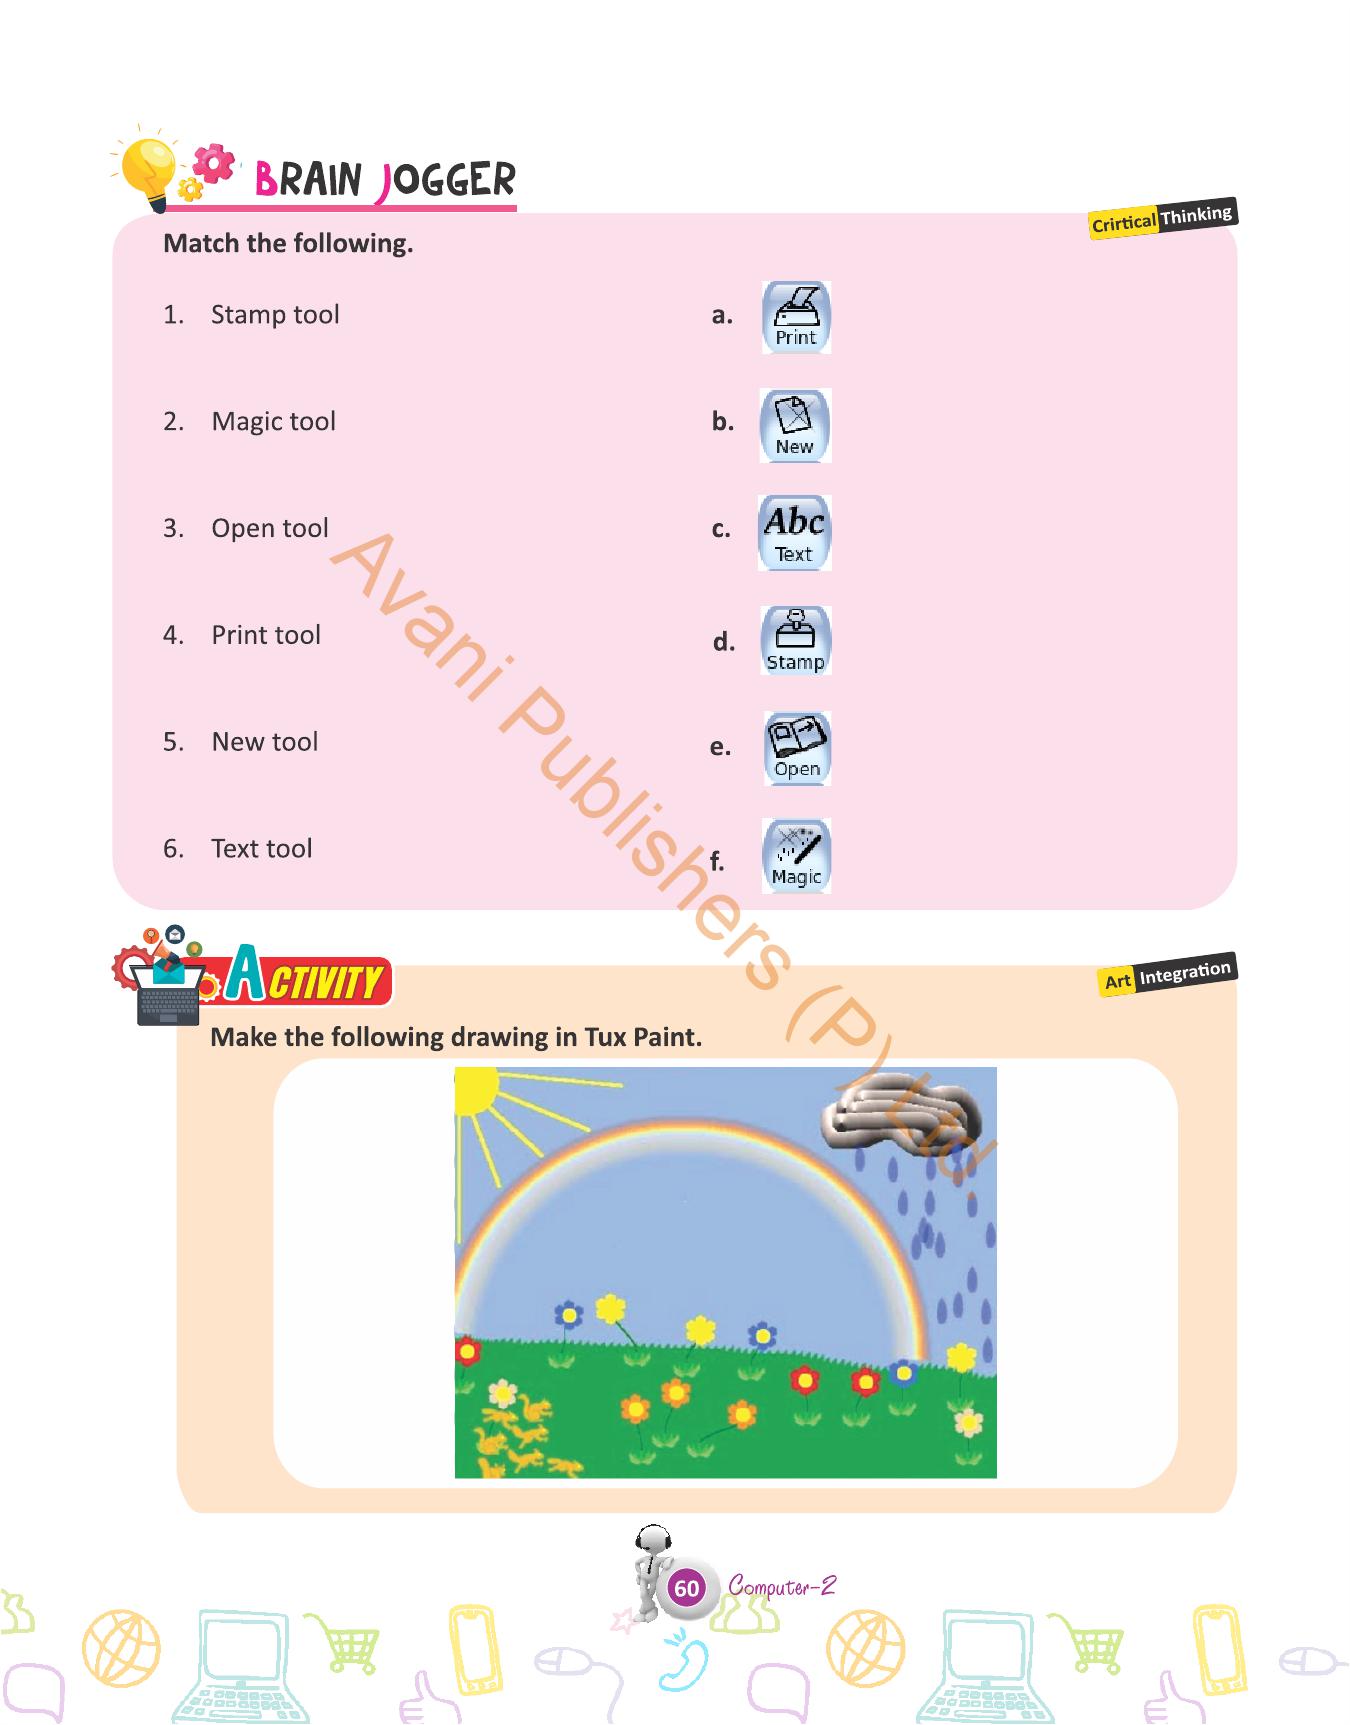 BRAIN JOGGER
Crirtical Thinking
Match the following.
1. Stamp tool
a. Print
2. Magic tool
b. New
3. Open tool
c. Abc Text
4. Print tool
d. Stamp
5. New tool
e. Open
6. Text tool
f. Magic
Avani Publishers (P) Ltd.
ACTIVITY
Art Integration
Make the following drawing in Tux Paint.
60 Computer-2